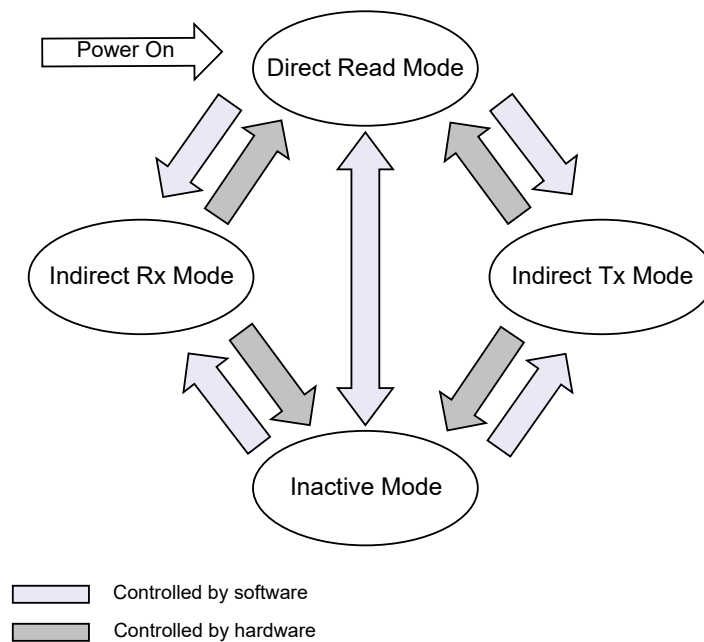 Power On
Direct Read Mode
Indirect Rx Mode
Indirect Tx Mode
Inactive Mode
Controlled by software
Controlled by hardware